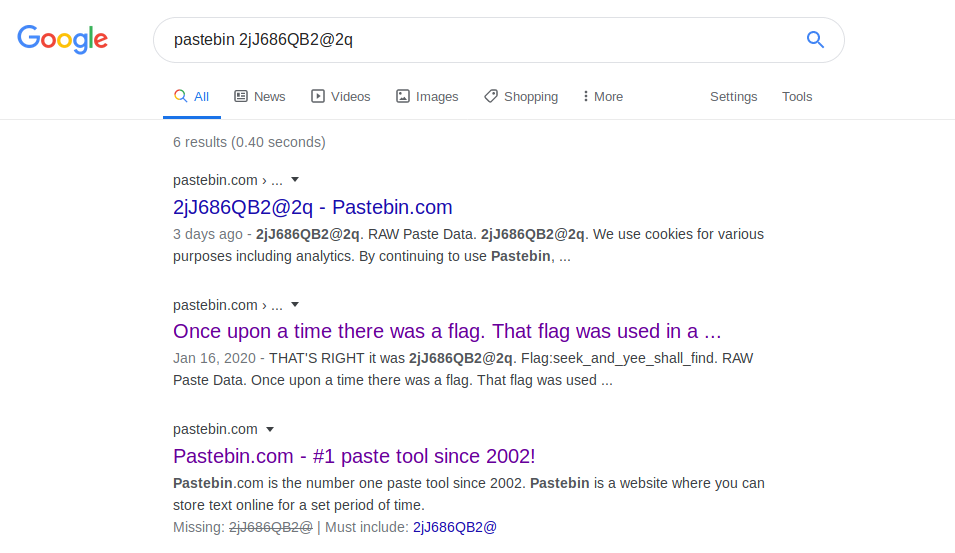 Google
pastebin 2jJ686QB2@2q
All News Videos Images Shopping More Settings Tools
6 results (0.40 seconds)
pastebin.com › ...
2jJ686QB2@2q - Pastebin.com
3 days ago - 2jJ686QB2@2q. RAW Paste Data. 2jJ686QB2@2q. We use cookies for various
purposes including analytics. By continuing to use Pastebin, ...
pastebin.com › ...
Once upon a time there was a flag. That flag was used in a ...
Jan 16, 2020 - THAT'S RIGHT it was 2jJ686QB2@2q. Flag:seek_and_yee_shall_find. RAW
Paste Data. Once upon a time there was a flag. That flag was used ...
pastebin.com
Pastebin.com - #1 paste tool since 2002!
Pastebin.com is the number one paste tool since 2002. Pastebin is a website where you can
store text online for a set period of time.
Missing: 2jJ686QB2@ | Must include: 2jJ686QB2@